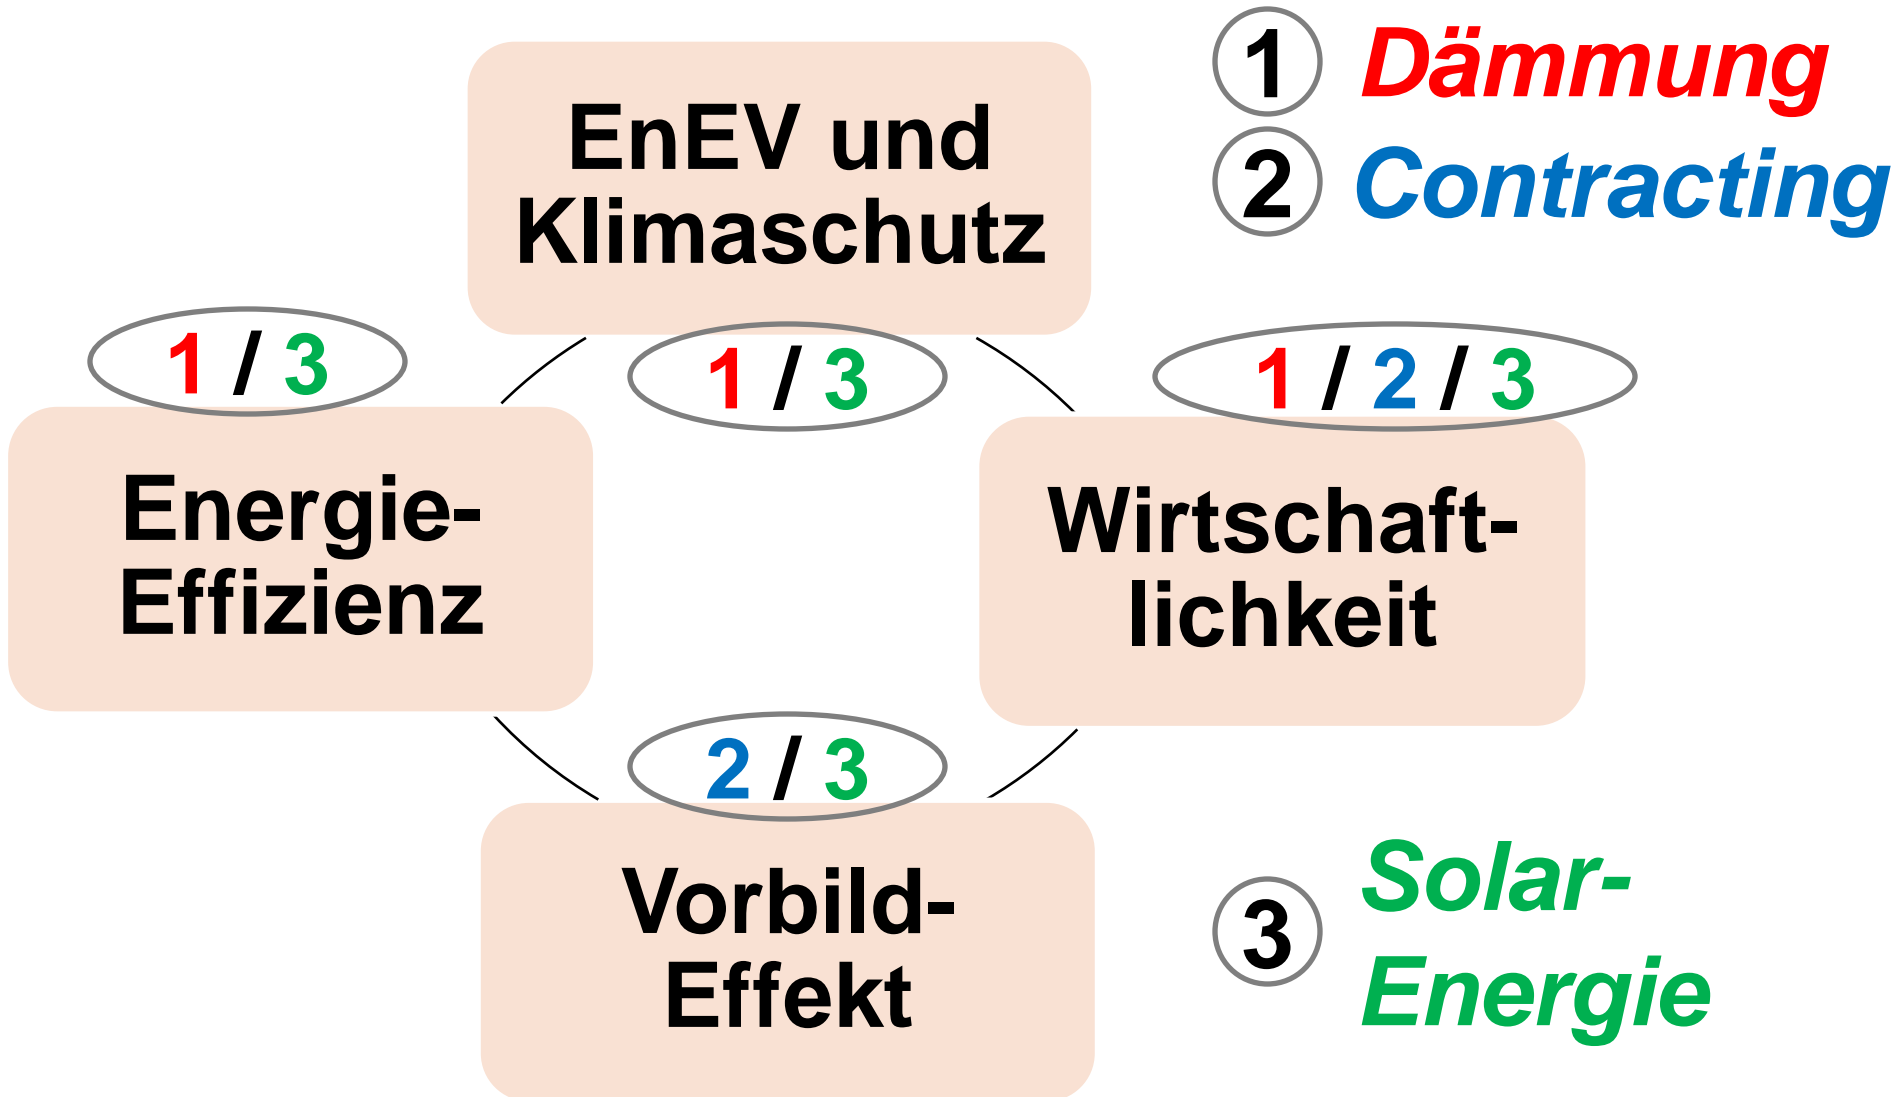 EnEV und
Klimaschutz
1 Dämmung
2 Contracting
1 / 3
1 / 3
1 / 2 / 3
Energie-
Effizienz
Wirtschaft-
lichkeit
2 / 3
Vorbild-
Effekt
3 Solar-
Energie